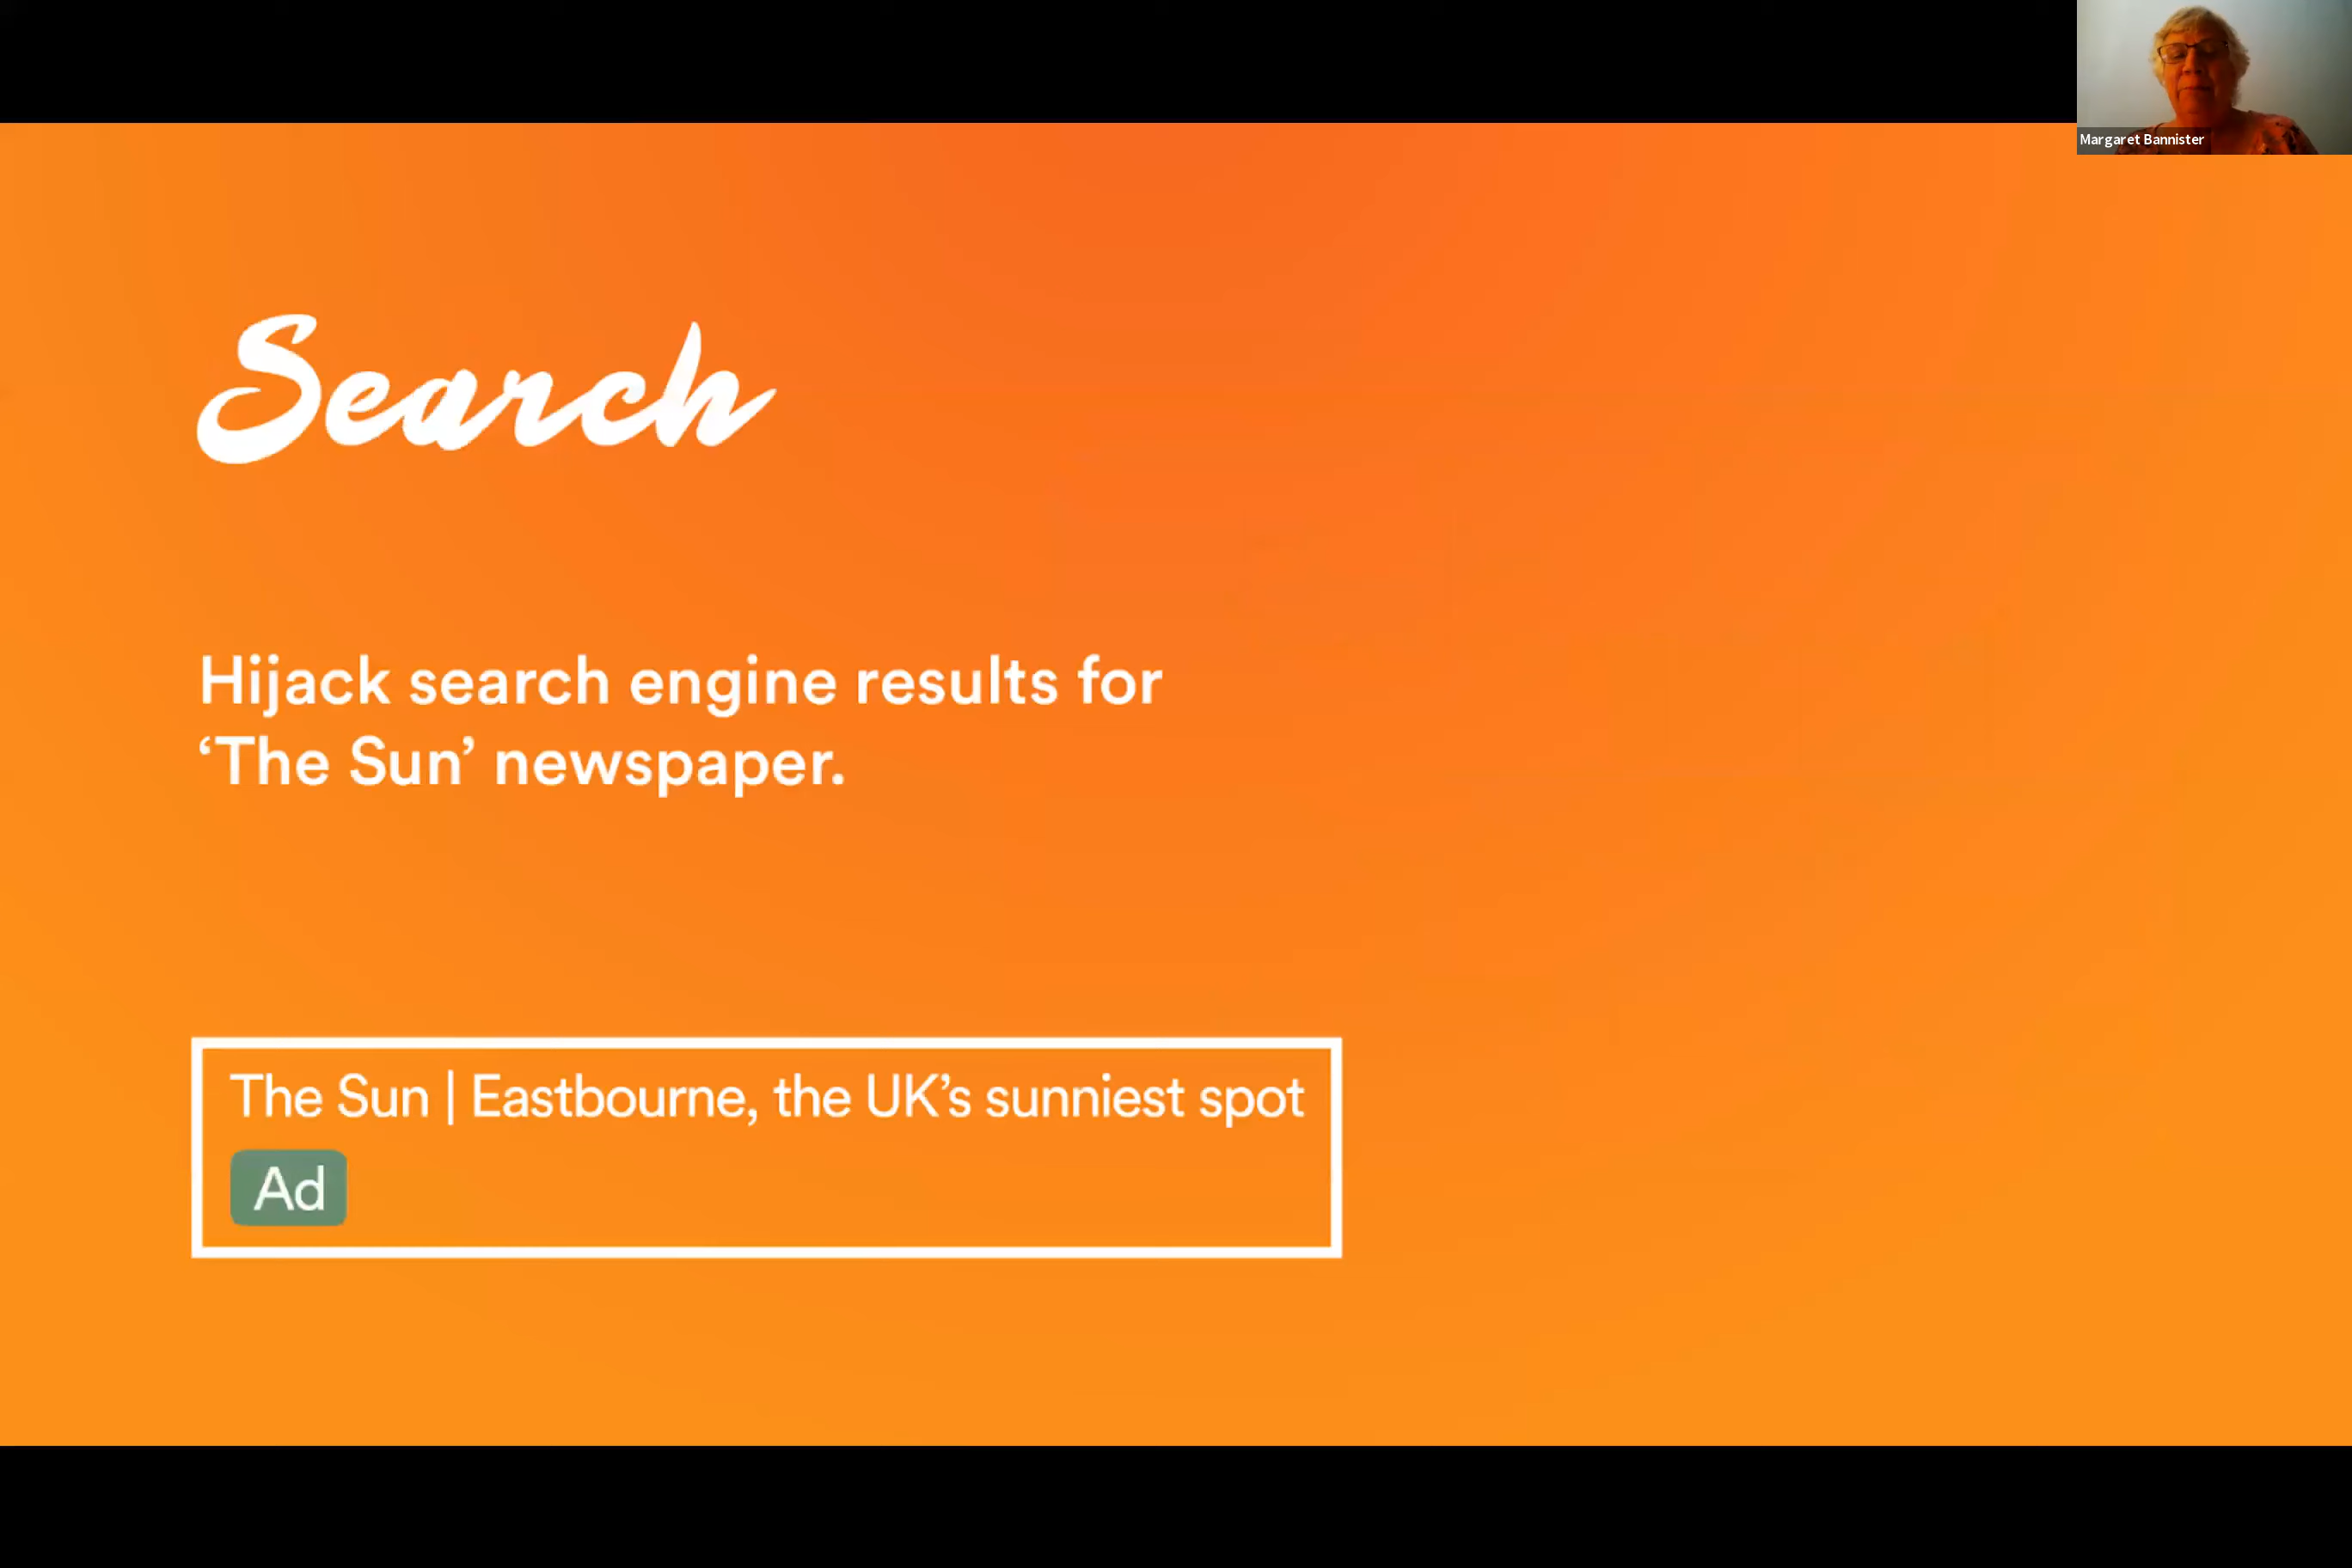 Margaret Bannister
Search
Hijack search engine results for
‘The Sun’ newspaper.
The Sun | Eastbourne, the UK’s sunniest spot
Ad